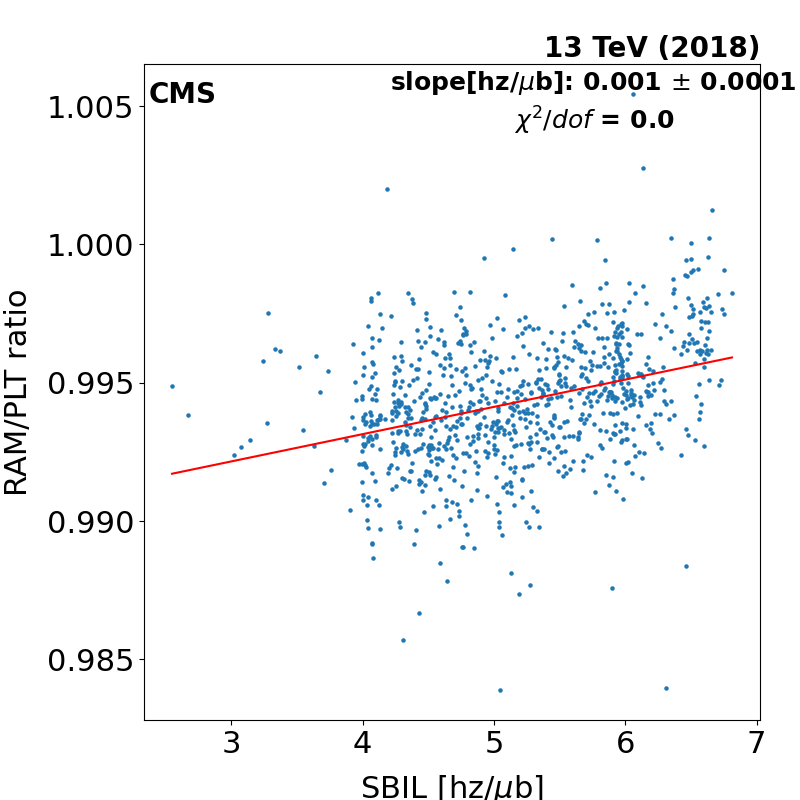 13 TeV (2018)
CMS
slope[hz/μb]: 0.001 ± 0.0001
χ²/dof = 0.0
1.005
1.000
0.995
0.990
0.985
RAM/PLT ratio
3 4 5 6 7
SBIL [hz/μb]